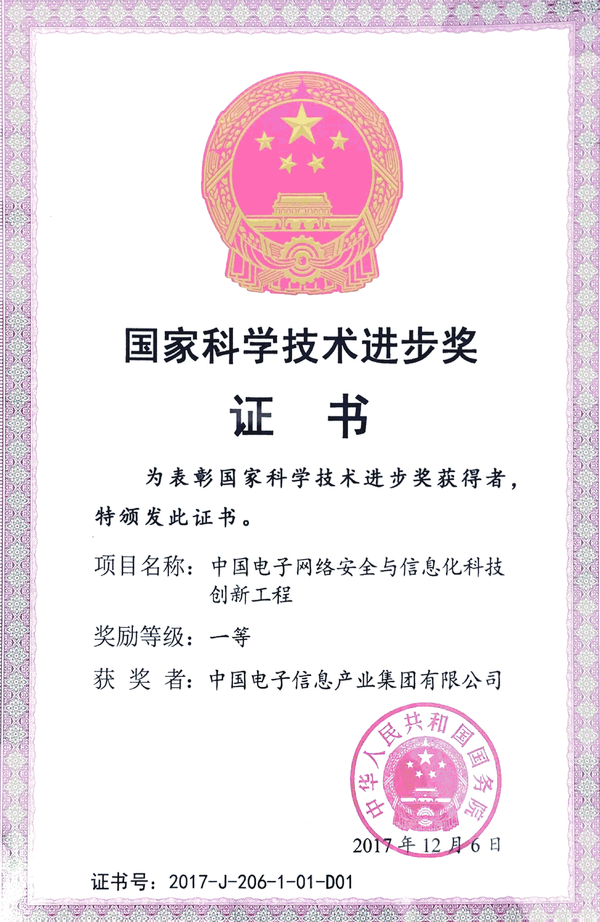 国家科学技术进步奖
证 书
为表彰国家科学技术进步奖获得者，
特颁发此证书。
项目名称：中国电子网络安全与信息化科技
创新工程
奖励等级：一等
获 奖 者：中国电子信息产业集团有限公司
中华人民共和国国务院
2017年12月6日
证书号：2017-J-206-1-01-D01